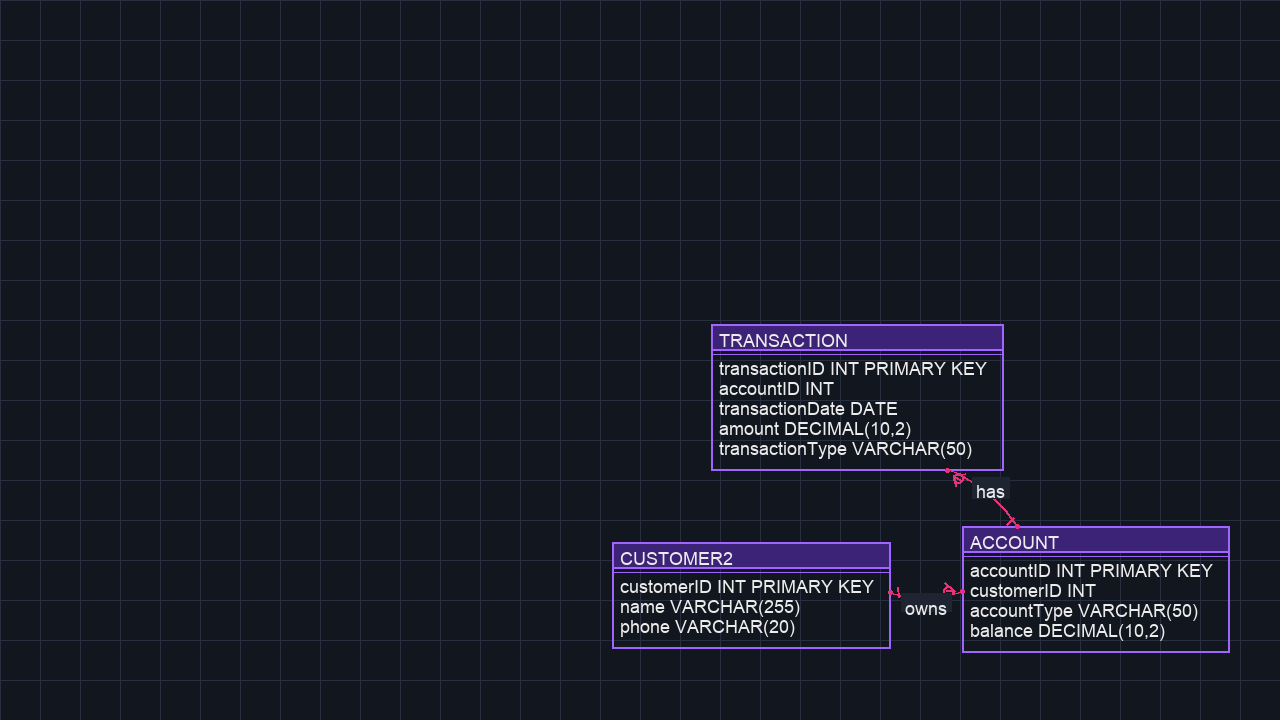 TRANSACTION
transactionID INT PRIMARY KEY
accountID INT
transactionDate DATE
amount DECIMAL(10,2)
transactionType VARCHAR(50)
has
CUSTOMER2
customerID INT PRIMARY KEY
name VARCHAR(255)
phone VARCHAR(20)
owns
ACCOUNT
accountID INT PRIMARY KEY
customerID INT
accountType VARCHAR(50)
balance DECIMAL(10,2)